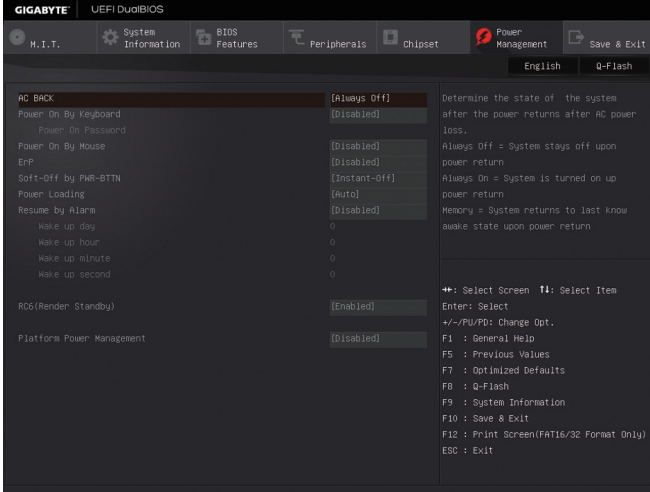 GIGABYTE™ UEFI DualBIOS
M.I.T.
System Information
BIOS Features
Peripherals
Chipset
Power Management
Save & Exit
English Q-Flash
AC BACK [Always Off]
Power On By Keyboard [Disabled]
Power On Password
Power On By Mouse [Disabled]
ErP [Disabled]
Soft-Off by PWR-BTTN [Instant-Off]
Power Loading [Auto]
Resume by Alarm [Disabled]
Wake up day 0
Wake up hour 0
Wake up minute 0
Wake up second 0
RC6(Render Standby) [Enabled]
Platform Power Management [Disabled]
Determine the state of the system
after the power returns after AC power
loss.
Always Off = System stays off upon
power return
Always On = System is turned on up
power return
Memory = System returns to last know
awake state upon power return
→←: Select Screen ↑↓: Select Item
Enter: Select
+/-/PU/PD: Change Opt.
F1 : General Help
F5 : Previous Values
F7 : Optimized Defaults
F8 : Q-Flash
F9 : System Information
F10 : Save & Exit
F12 : Print Screen(FAT16/32 Format Only)
ESC : Exit